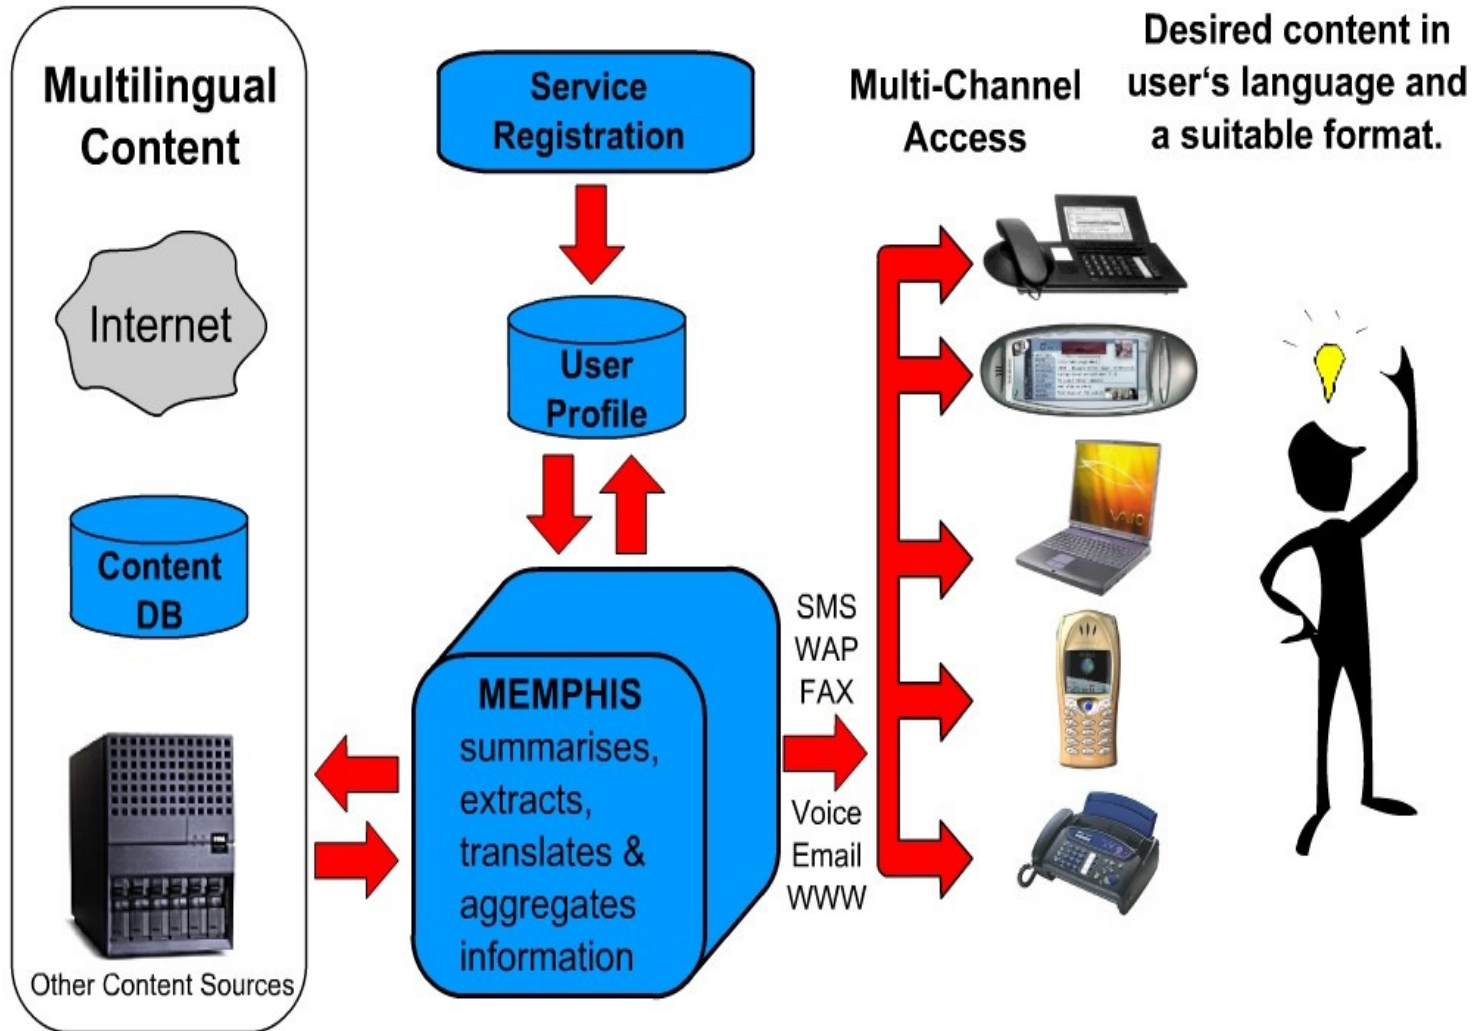 Multilingual
Content
Internet
Content
DB
Other Content Sources
Service
Registration
User
Profile
MEMPHIS
summarises,
extracts,
translates &
aggregates
information
SMS
WAP
FAX
Voice
Email
WWW
Multi-Channel
Access
VAIO
Desired content in
user‘s language and
a suitable format.